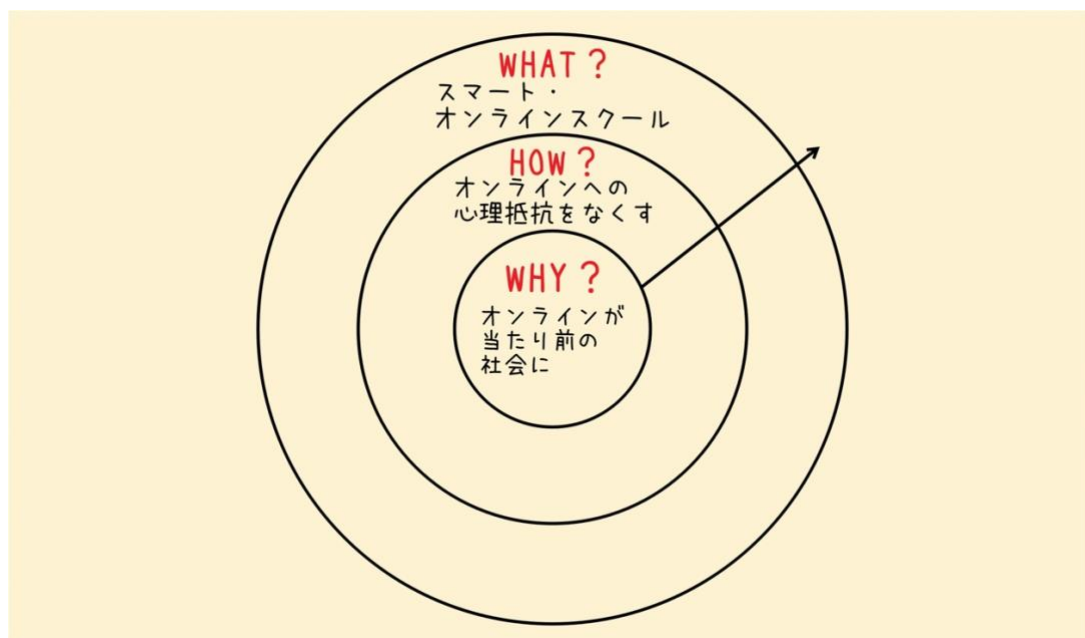 WHAT?
スマート・
オンラインスクール
HOW?
オンラインへの
心理抵抗をなくす
WHY?
オンラインが
当たり前の
社会に